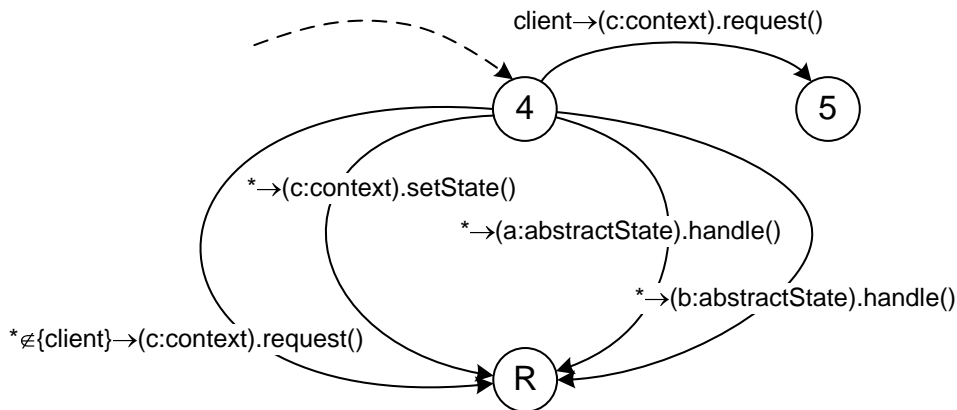 client→(c:context).request()
4
5
*→(c:context).setState()
*→(a:abstractState).handle()
*→(b:abstractState).handle()
*∉{client}→(c:context).request()
R